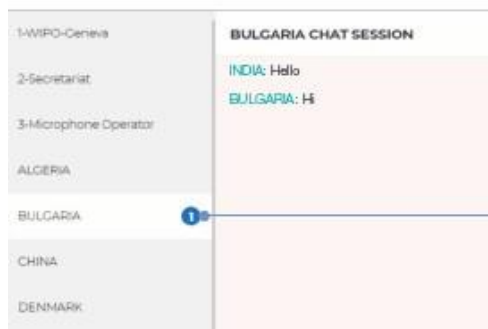 1-WIPO-Geneva
2-Secretariat
3-Microphone Operator
ALGERIA
BULGARIA
1
CHINA
DENMARK
BULGARIA CHAT SESSION
INDIA: Hello
BULGARIA: Hi